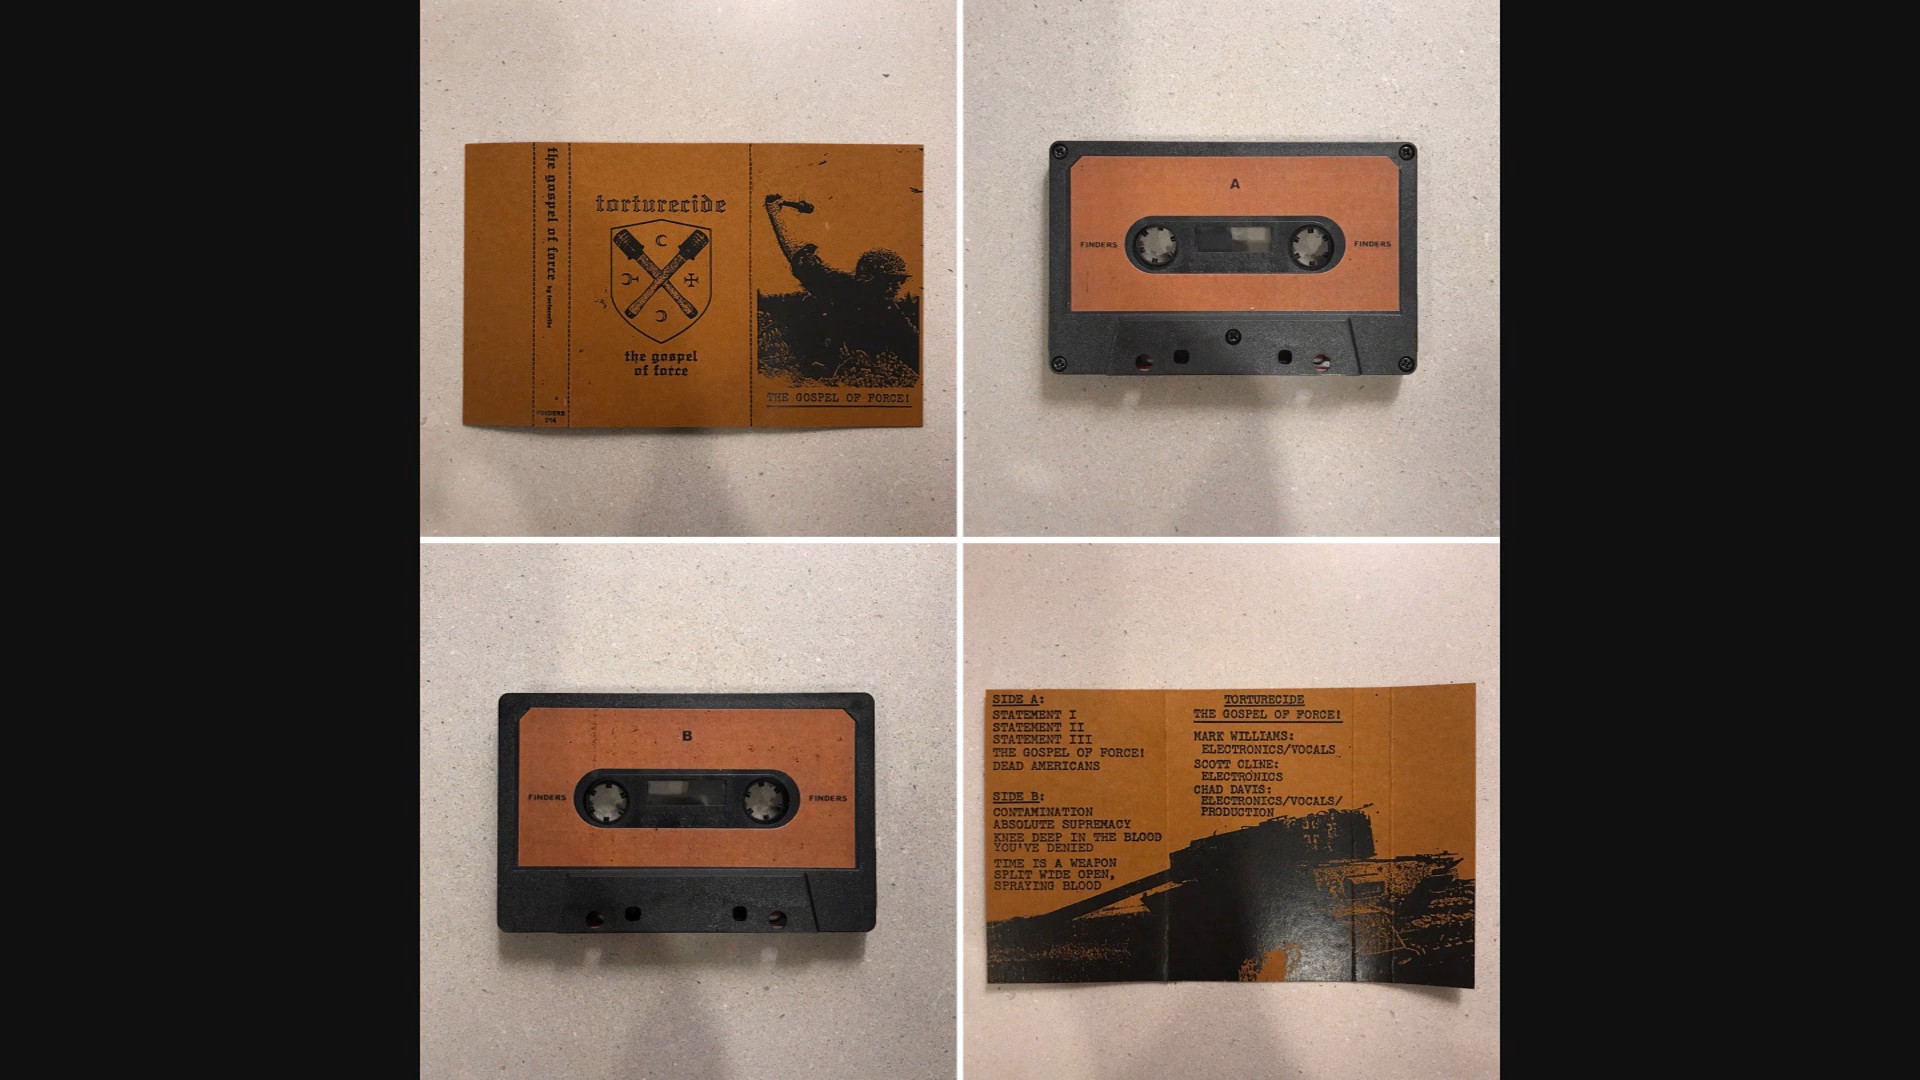 the gospel of force by torturecide
FINDERS
014
torturecide
the gospel
of force
THE GOSPEL OF FORCE!
A
FINDERS
FINDERS
B
FINDERS
FINDERS
SIDE A:
STATEMENT I
STATEMENT II
STATEMENT III
THE GOSPEL OF FORCE!
DEAD AMERICANS
SIDE B:
CONTAMINATION
ABSOLUTE SUPREMACY
KNEE DEEP IN THE BLOOD
YOU'VE DENIED
TIME IS A WEAPON
SPLIT WIDE OPEN,
SPRAYING BLOOD
TORTURECIDE
THE GOSPEL OF FORCE!
MARK WILLIAMS:
ELECTRONICS/VOCALS
SCOTT CLINE:
ELECTRONICS
CHAD DAVIS:
ELECTRONICS/VOCALS/
PRODUCTION